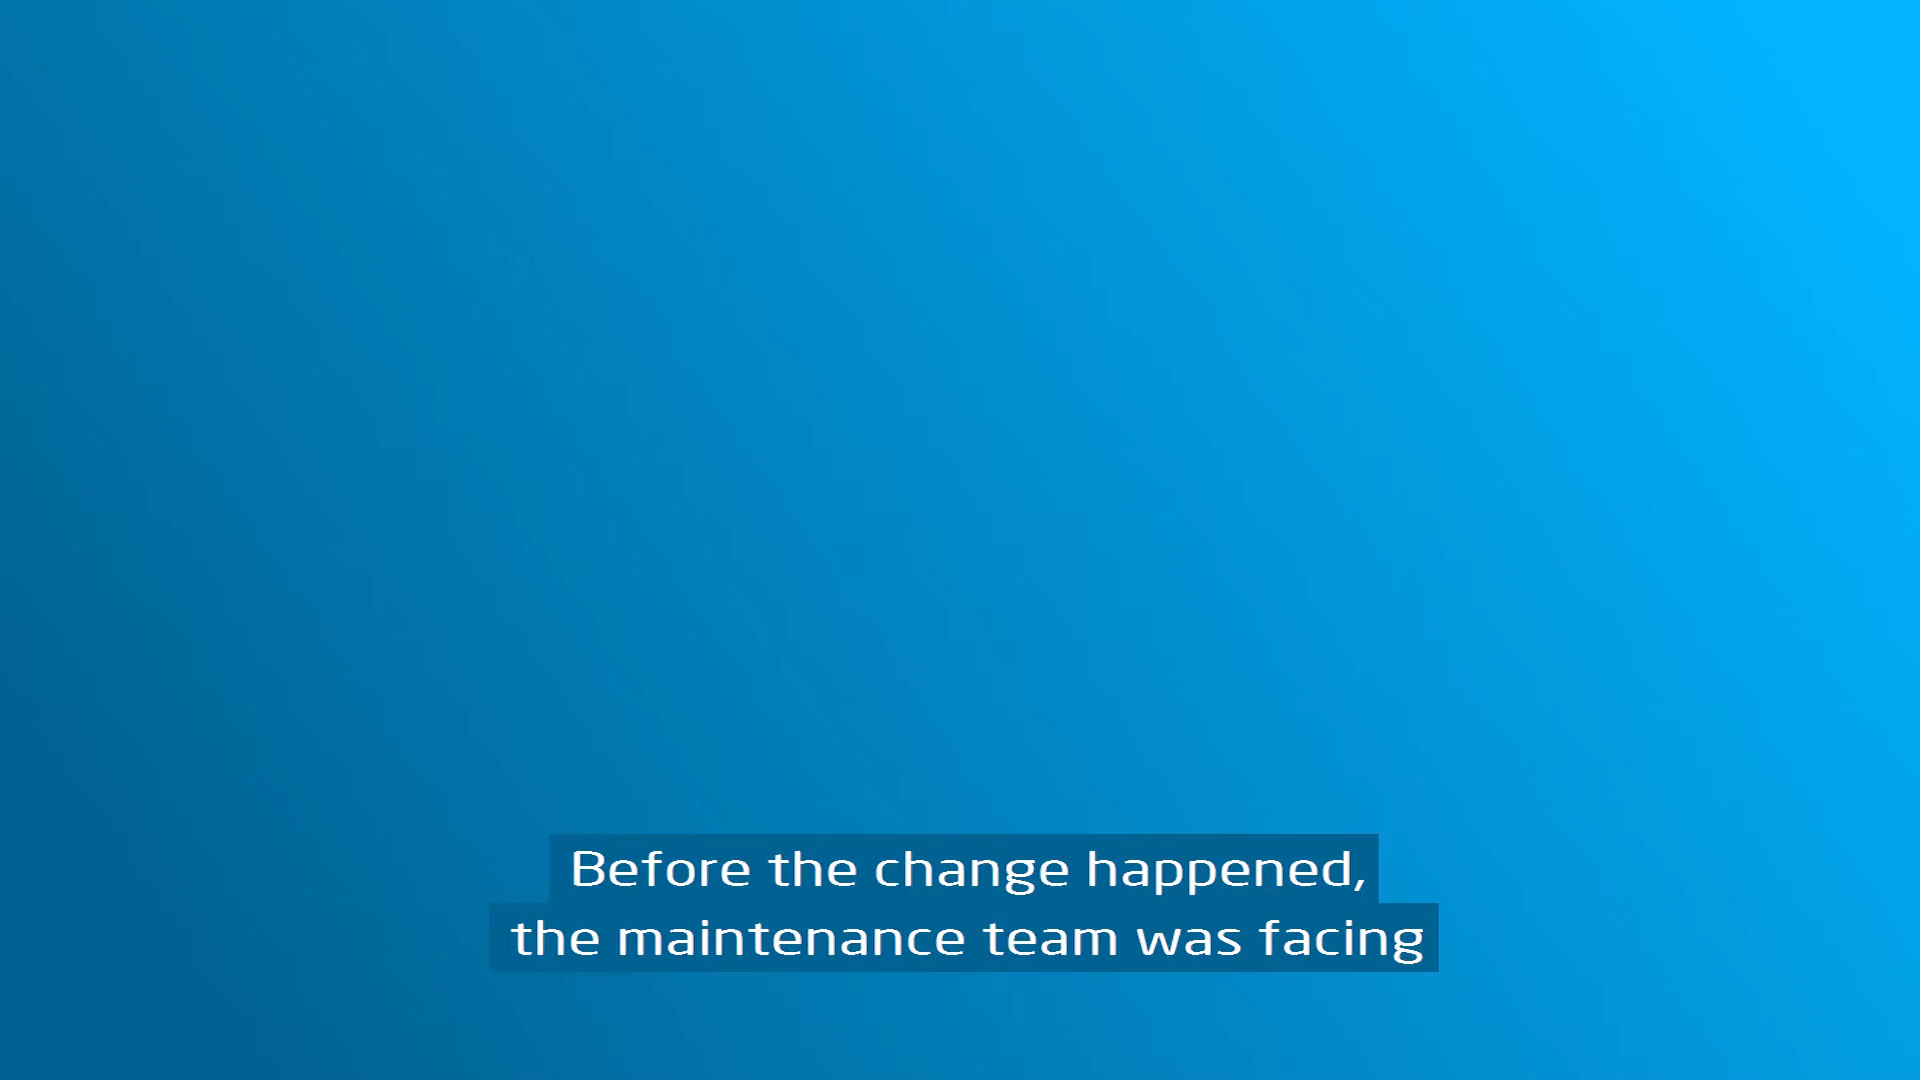 Before the change happened,
the maintenance team was facing